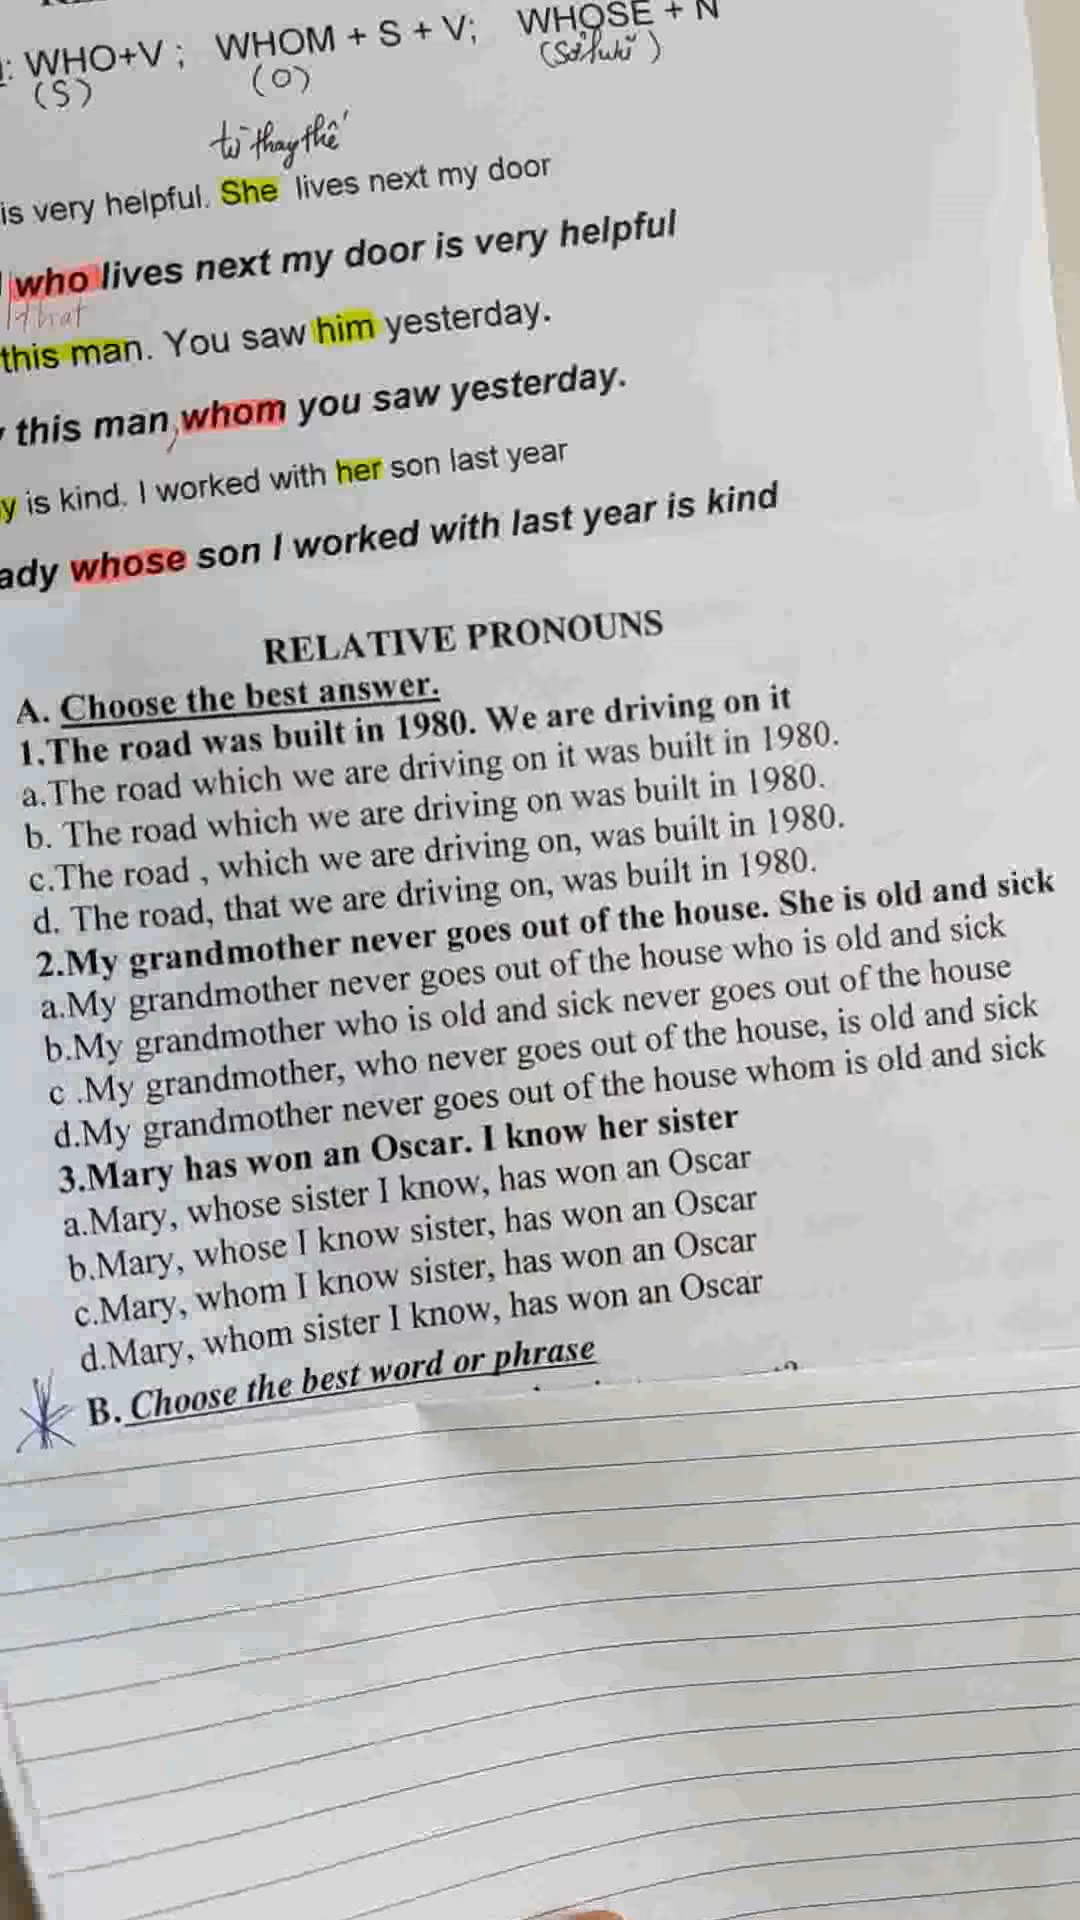 : WHO+V ; WHOM + S + V; WHOSE + N
(S) (O) (Sở hữu)
từ thay thế
is very helpful. She lives next my door
who lives next my door is very helpful
that
this man. You saw him yesterday.
this man, whom you saw yesterday.
y is kind. I worked with her son last year
ady whose son I worked with last year is kind
RELATIVE PRONOUNS
A. Choose the best answer.
1.The road was built in 1980. We are driving on it
a.The road which we are driving on it was built in 1980.
b. The road which we are driving on was built in 1980.
c.The road , which we are driving on, was built in 1980.
d. The road, that we are driving on, was built in 1980.
2.My grandmother never goes out of the house. She is old and sick
a.My grandmother never goes out of the house who is old and sick
b.My grandmother who is old and sick never goes out of the house
c .My grandmother, who never goes out of the house, is old and sick
d.My grandmother never goes out of the house whom is old and sick
3.Mary has won an Oscar. I know her sister
a.Mary, whose sister I know, has won an Oscar
b.Mary, whose I know sister, has won an Oscar
c.Mary, whom I know sister, has won an Oscar
d.Mary, whom sister I know, has won an Oscar
B. Choose the best word or phrase